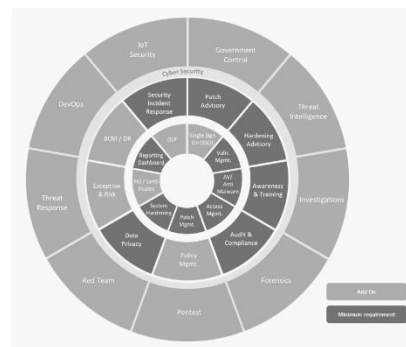 IoT
Security
Government
Control
DevOps
Threat
Intelligence
Cyber Security
Security
Incident
Response
Patch
Advisory
BCM / DR
Hardening
Advisory
DLP
Single Sign
On (SSO)
Reporting
Dashboard
Vuln.
Mgmt.
Threat
Response
Exception
& Risk
PKI / Certi
ficates
AV/
Anti
Malware
Awareness
& Training
Investigations
System
Hardening
Patch
Mgmt.
Access
Mgmt.
Data
Privacy
Policy
Mgmt.
Audit &
Compliance
Red Team
Pentest
Forensics
Add On
Minimum requirement